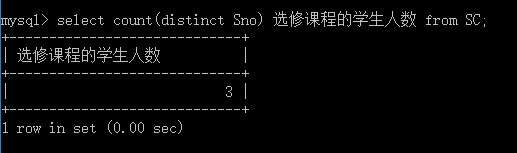 mysql> select count(distinct Sno) 选修课程的学生人数 from SC;
+-----------------------------+
| 选修课程的学生人数          |
+-----------------------------+
|                           3 |
+-----------------------------+
1 row in set (0.00 sec)